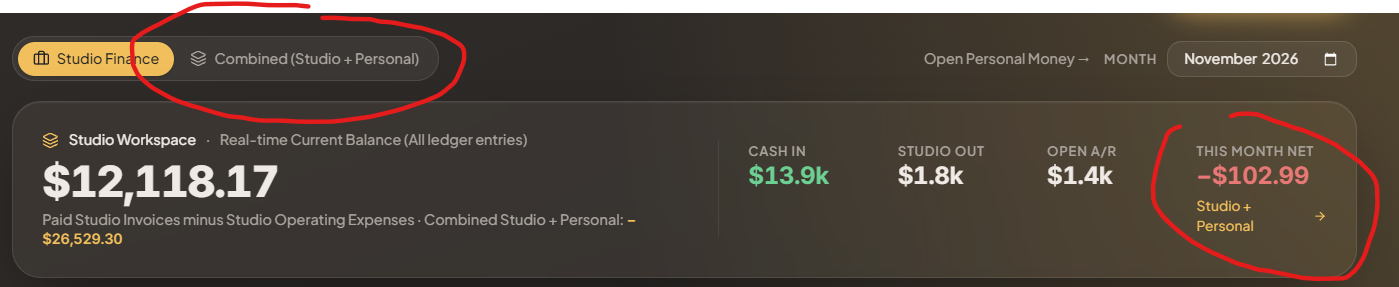 Studio Finance
Combined (Studio + Personal)
Open Personal Money →
MONTH
November 2026
Studio Workspace · Real-time Current Balance (All ledger entries)
$12,118.17
Paid Studio Invoices minus Studio Operating Expenses · Combined Studio + Personal: –
$26,529.30
CASH IN
$13.9k
STUDIO OUT
$1.8k
OPEN A/R
$1.4k
THIS MONTH NET
–$102.99
Studio +
Personal →